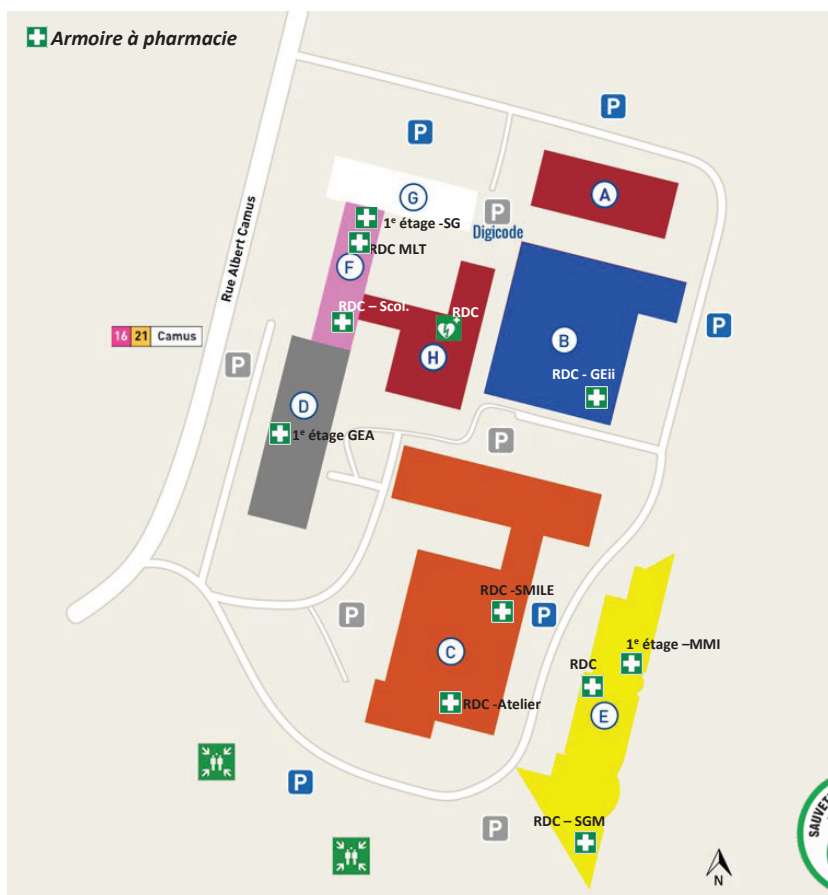 Armoire à pharmacie
P
P
A
G
1e étage -SG
P
Digicode
Rue Albert Camus
RDC MLT
F
RDC – Scol.
RDC
P
16 21 Camus
B
H
P
RDC - GEii
D
1e étage GEA
P
RDC -SMILE
P
P
1e étage –MMI
C
RDC
RDC -Atelier
E
P
P
RDC – SGM
N